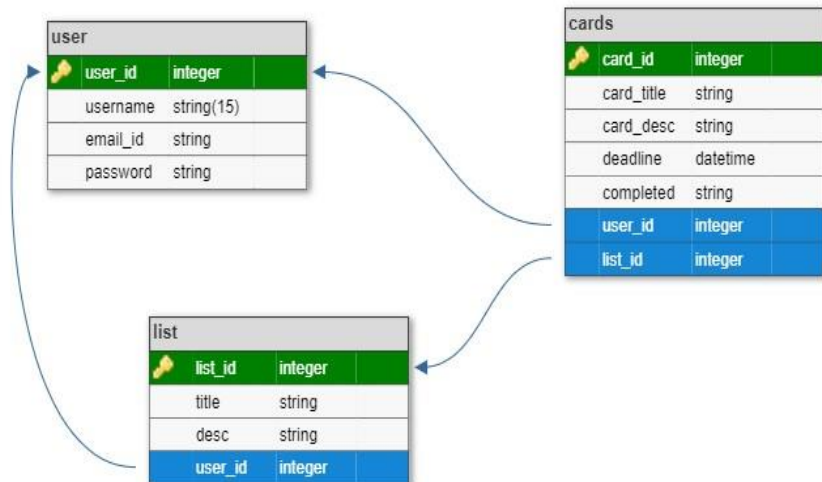 user
user_id integer
username string(15)
email_id string
password string
cards
card_id integer
card_title string
card_desc string
deadline datetime
completed string
user_id integer
list_id integer
list
list_id integer
title string
desc string
user_id integer